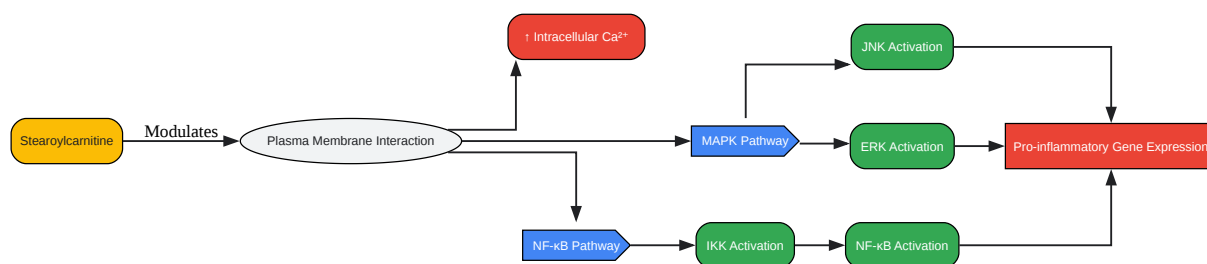 ↑ Intracellular Ca²⁺
JNK Activation
Stearoylcarnitine
Modulates
Plasma Membrane Interaction
MAPK Pathway
ERK Activation
Pro-inflammatory Gene Expression
NF-κB Pathway
IKK Activation
NF-κB Activation